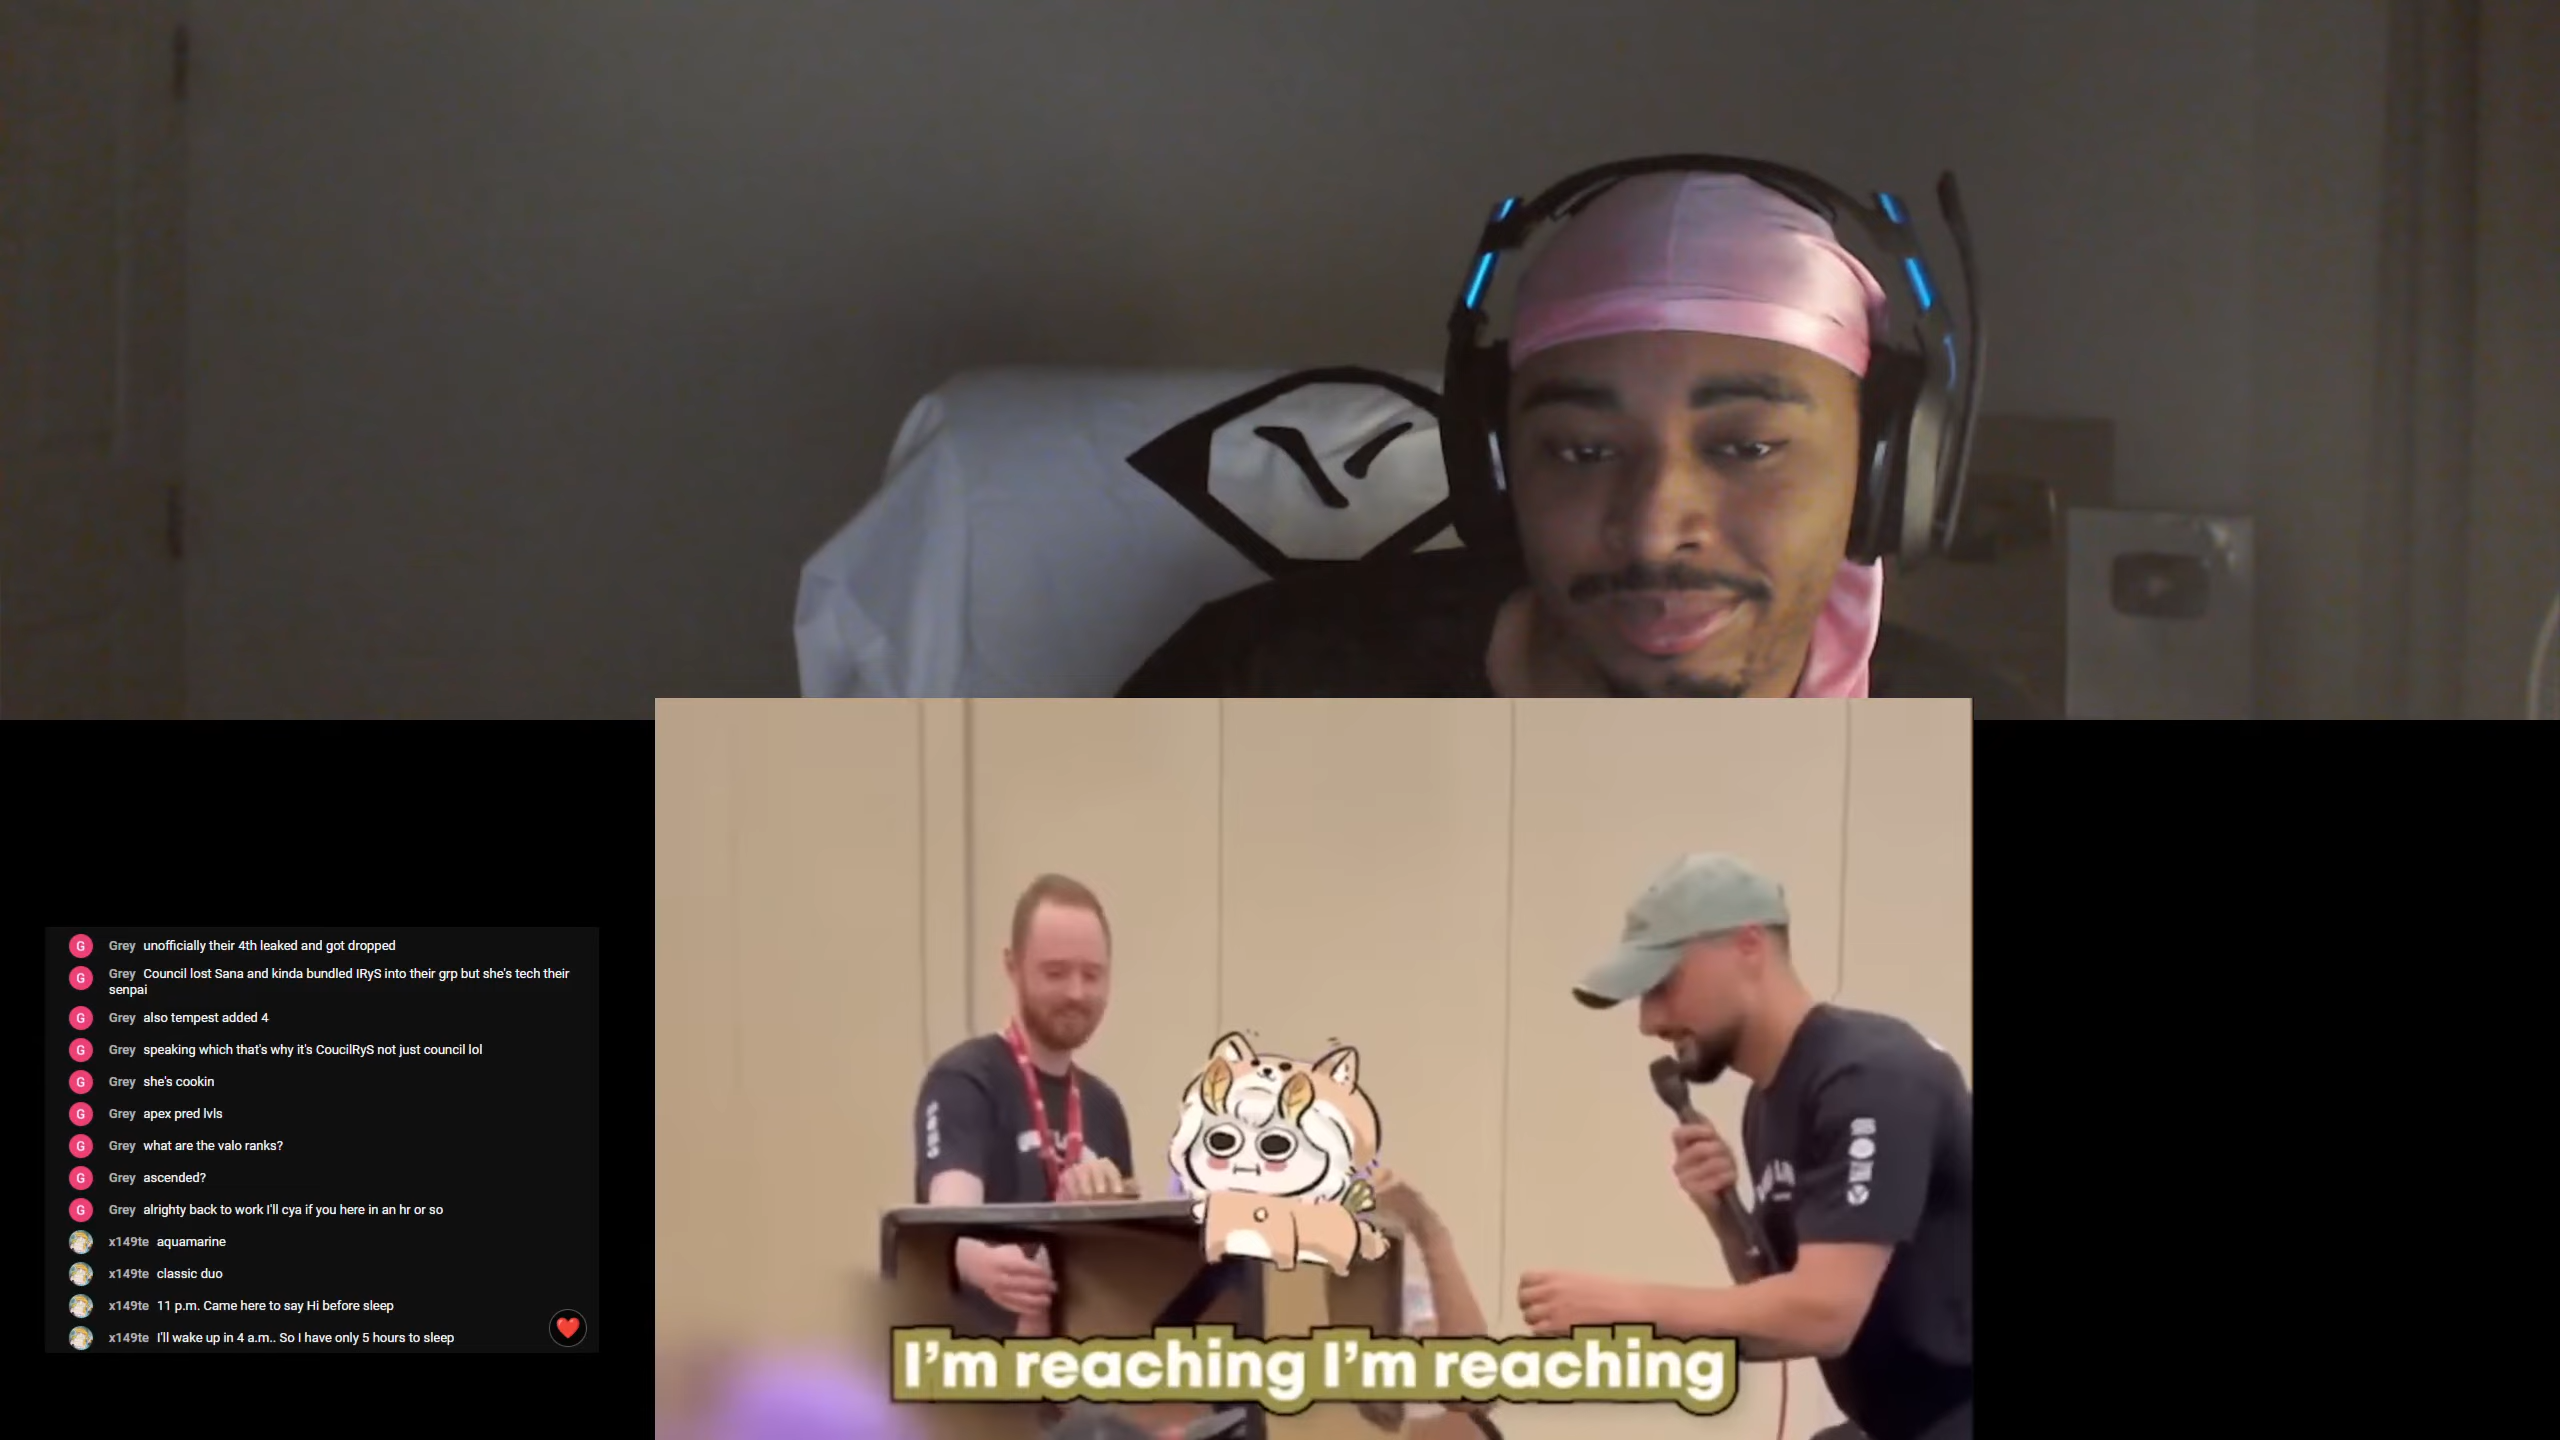 G Grey unofficially their 4th leaked and got dropped
G Grey Council lost Sana and kinda bundled IRyS into their grp but she's tech their
senpai
G Grey also tempest added 4
G Grey speaking which that's why it's CoucilRyS not just council lol
G Grey she's cookin
G Grey apex pred lvls
G Grey what are the valo ranks?
G Grey ascended?
G Grey alrighty back to work I'll cya if you here in an hr or so
x149te aquamarine
x149te classic duo
x149te 11 p.m. Came here to say Hi before sleep
x149te I'll wake up in 4 a.m.. So I have only 5 hours to sleep
I'm reaching I'm reaching